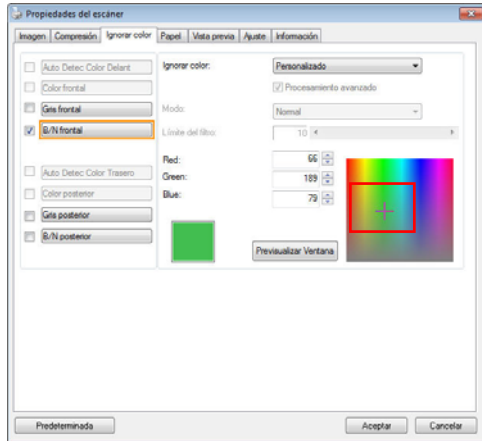 Propiedades del escáner
Imagen Compresión Ignorar color Papel Vista previa Ajuste Información
Auto Detec Color Delant
Color frontal
Gris frontal
B/N frontal
Auto Detec Color Trasero
Color posterior
Gris posterior
B/N posterior
Ignorar color: Personalizado
Procesamiento avanzado
Modo: Normal
Límite del filtro: 10
Red: 66
Green: 189
Blue: 79
Previsualizar Ventana
Predeterminada Aceptar Cancelar